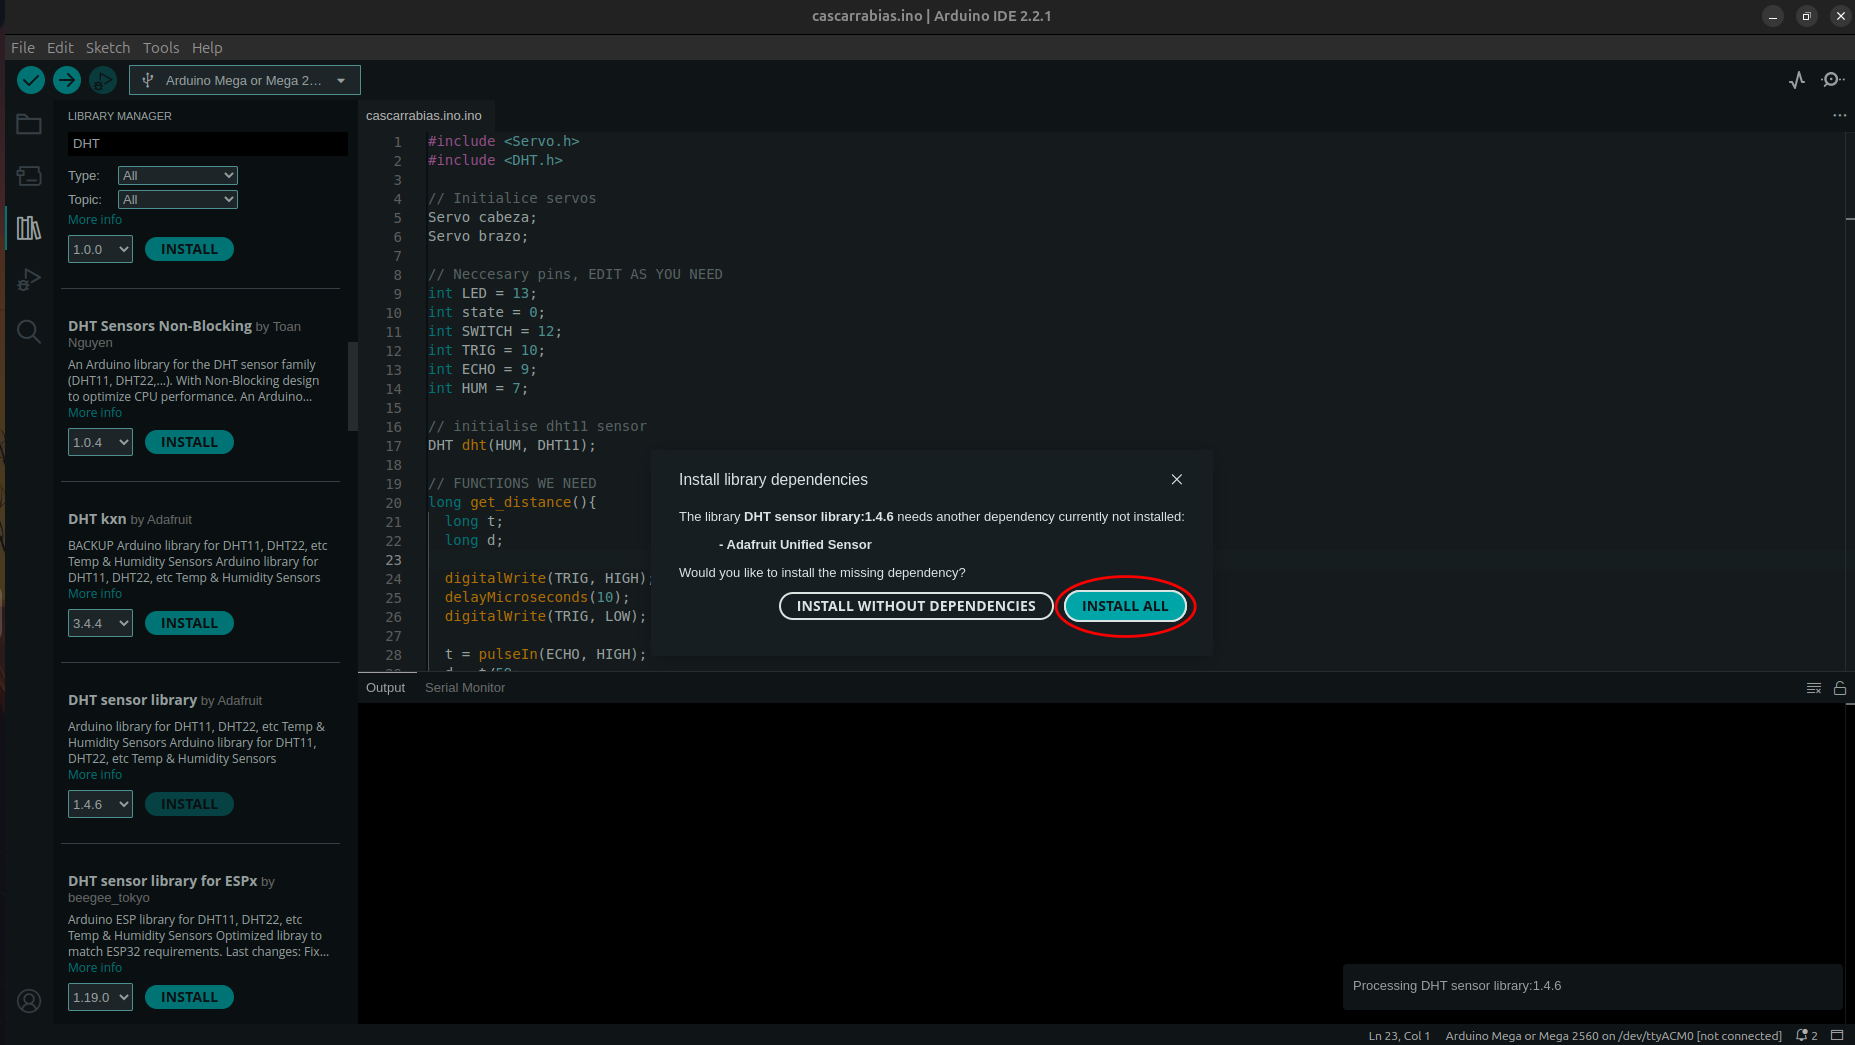 cascarrabias.ino | Arduino IDE 2.2.1
File Edit Sketch Tools Help
Arduino Mega or Mega 2...
LIBRARY MANAGER
DHT
Type: All
Topic: All
More info
1.0.0 INSTALL
DHT Sensors Non-Blocking by Toan
Nguyen
An Arduino library for the DHT sensor family
(DHT11, DHT22,...). With Non-Blocking design
to optimize CPU performance. An Arduino...
More info
1.0.4 INSTALL
DHT kxn by Adafruit
BACKUP Arduino library for DHT11, DHT22, etc
Temp & Humidity Sensors Arduino library for
DHT11, DHT22, etc Temp & Humidity Sensors
More info
3.4.4 INSTALL
DHT sensor library by Adafruit
Arduino library for DHT11, DHT22, etc Temp &
Humidity Sensors Arduino library for DHT11,
DHT22, etc Temp & Humidity Sensors
More info
1.4.6 INSTALL
DHT sensor library for ESPx by
beegee_tokyo
Arduino ESP library for DHT11, DHT22, etc
Temp & Humidity Sensors Optimized libray to
match ESP32 requirements. Last changes: Fix...
More info
1.19.0 INSTALL
cascarrabias.ino.ino
1 #include <Servo.h>
2 #include <DHT.h>
3
4 // Initialice servos
5 Servo cabeza;
6 Servo brazo;
7
8 // Neccesary pins, EDIT AS YOU NEED
9 int LED = 13;
10 int state = 0;
11 int SWITCH = 12;
12 int TRIG = 10;
13 int ECHO = 9;
14 int HUM = 7;
15
16 // initialise dht11 sensor
17 DHT dht(HUM, DHT11);
18
19 // FUNCTIONS WE NEED
20 long get_distance(){
21 long t;
22 long d;
23
24 digitalWrite(TRIG, HIGH);
25 delayMicroseconds(10);
26 digitalWrite(TRIG, LOW);
27
28 t = pulseIn(ECHO, HIGH);
Install library dependencies
The library DHT sensor library:1.4.6 needs another dependency currently not installed:
- Adafruit Unified Sensor
Would you like to install the missing dependency?
INSTALL WITHOUT DEPENDENCIES INSTALL ALL
Output Serial Monitor
Processing DHT sensor library:1.4.6
Ln 23, Col 1 Arduino Mega or Mega 2560 on /dev/ttyACM0 [not connected] 2